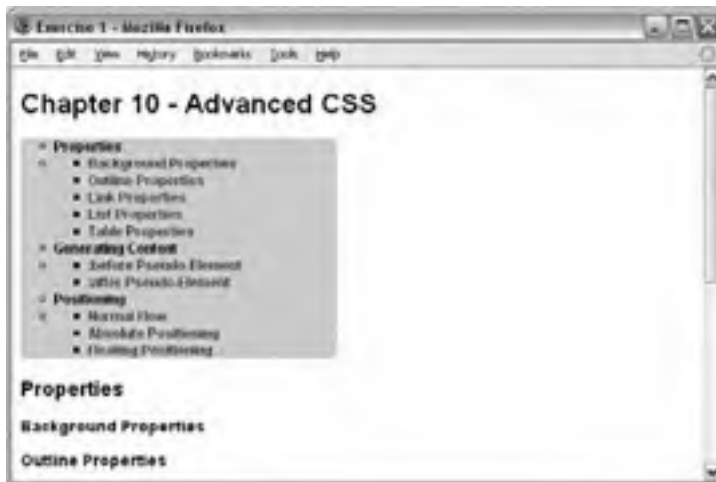 Exercise 1 - Mozilla Firefox
File Edit View History Bookmarks Tools Help
Chapter 10 - Advanced CSS
Properties
Background Properties
Outline Properties
Link Properties
List Properties
Table Properties
Generating Content
:before Pseudo-Element
:after Pseudo-Element
Positioning
Normal Flow
Absolute Positioning
Floating Positioning
Properties
Background Properties
Outline Properties